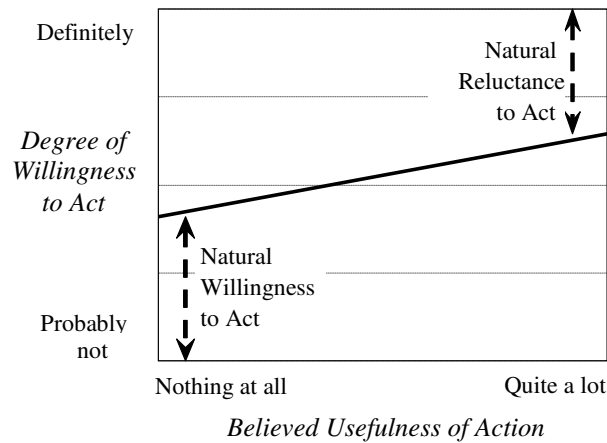 Definitely
Natural
Reluctance
to Act
Degree of
Willingness
to Act
Natural
Willingness
to Act
Probably
not
Nothing at all
Quite a lot
Believed Usefulness of Action